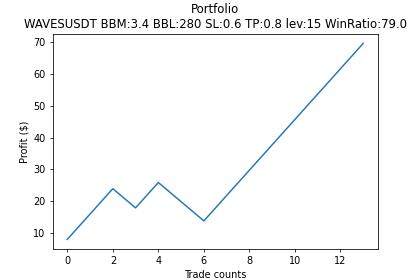 Portfolio
WAVESUSDT BBM:3.4 BBL:280 SL:0.6 TP:0.8 lev:15 WinRatio:79.0
70
60
50
40
30
20
10
Profit ($)
0 2 4 6 8 10 12
Trade counts